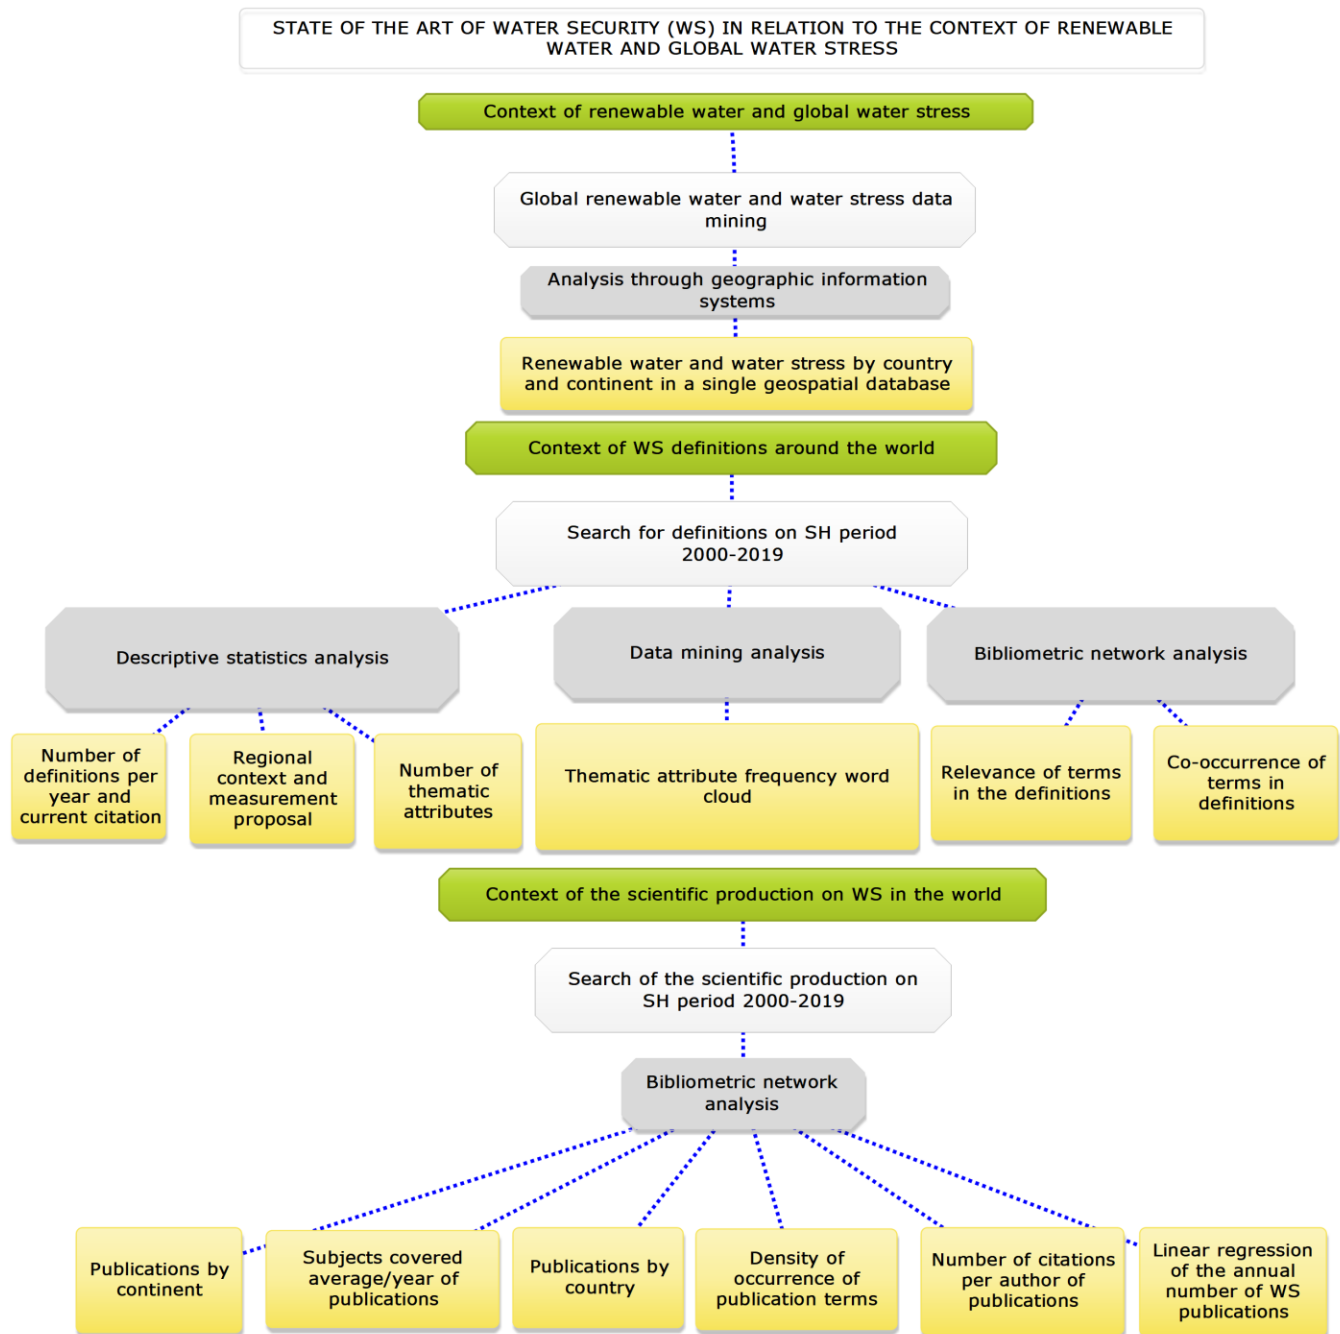 STATE OF THE ART OF WATER SECURITY (WS) IN RELATION TO THE CONTEXT OF RENEWABLE
WATER AND GLOBAL WATER STRESS
Context of renewable water and global water stress
Global renewable water and water stress data
mining
Analysis through geographic information
systems
Renewable water and water stress by country
and continent in a single geospatial database
Context of WS definitions around the world
Search for definitions on SH period
2000-2019
Descriptive statistics analysis
Data mining analysis
Bibliometric network analysis
Number of
definitions per
year and
current citation
Regional
context and
measurement
proposal
Number of
thematic
attributes
Thematic attribute frequency word
cloud
Relevance of terms
in the definitions
Co-occurrence of
terms in
definitions
Context of the scientific production on WS in the world
Search of the scientific production on
SH period 2000-2019
Bibliometric network
analysis
Publications by
continent
Subjects covered
average/year of
publications
Publications by
country
Density of
occurrence of
publication terms
Number of citations
per author of
publications
Linear regression
of the annual
number of WS
publications